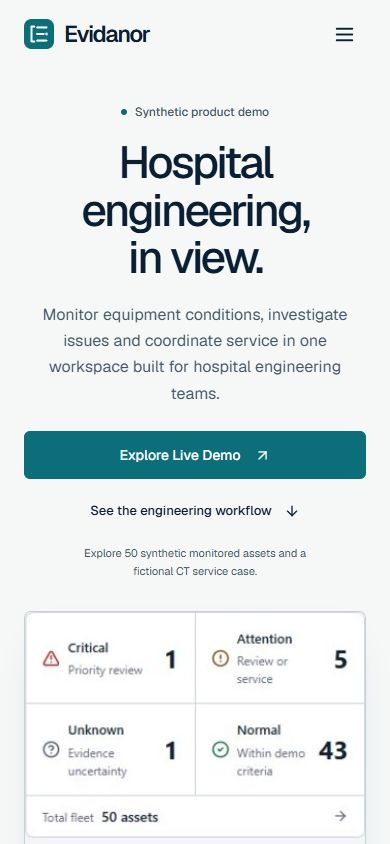 Evidanor
Synthetic product demo
Hospital
engineering,
in view.
Monitor equipment conditions, investigate
issues and coordinate service in one
workspace built for hospital engineering
teams.
Explore Live Demo
See the engineering workflow
Explore 50 synthetic monitored assets and a
fictional CT service case.
Critical
Priority review
1
Attention
Review or
service
5
Unknown
Evidence
uncertainty
1
Normal
Within demo
criteria
43
Total fleet 50 assets